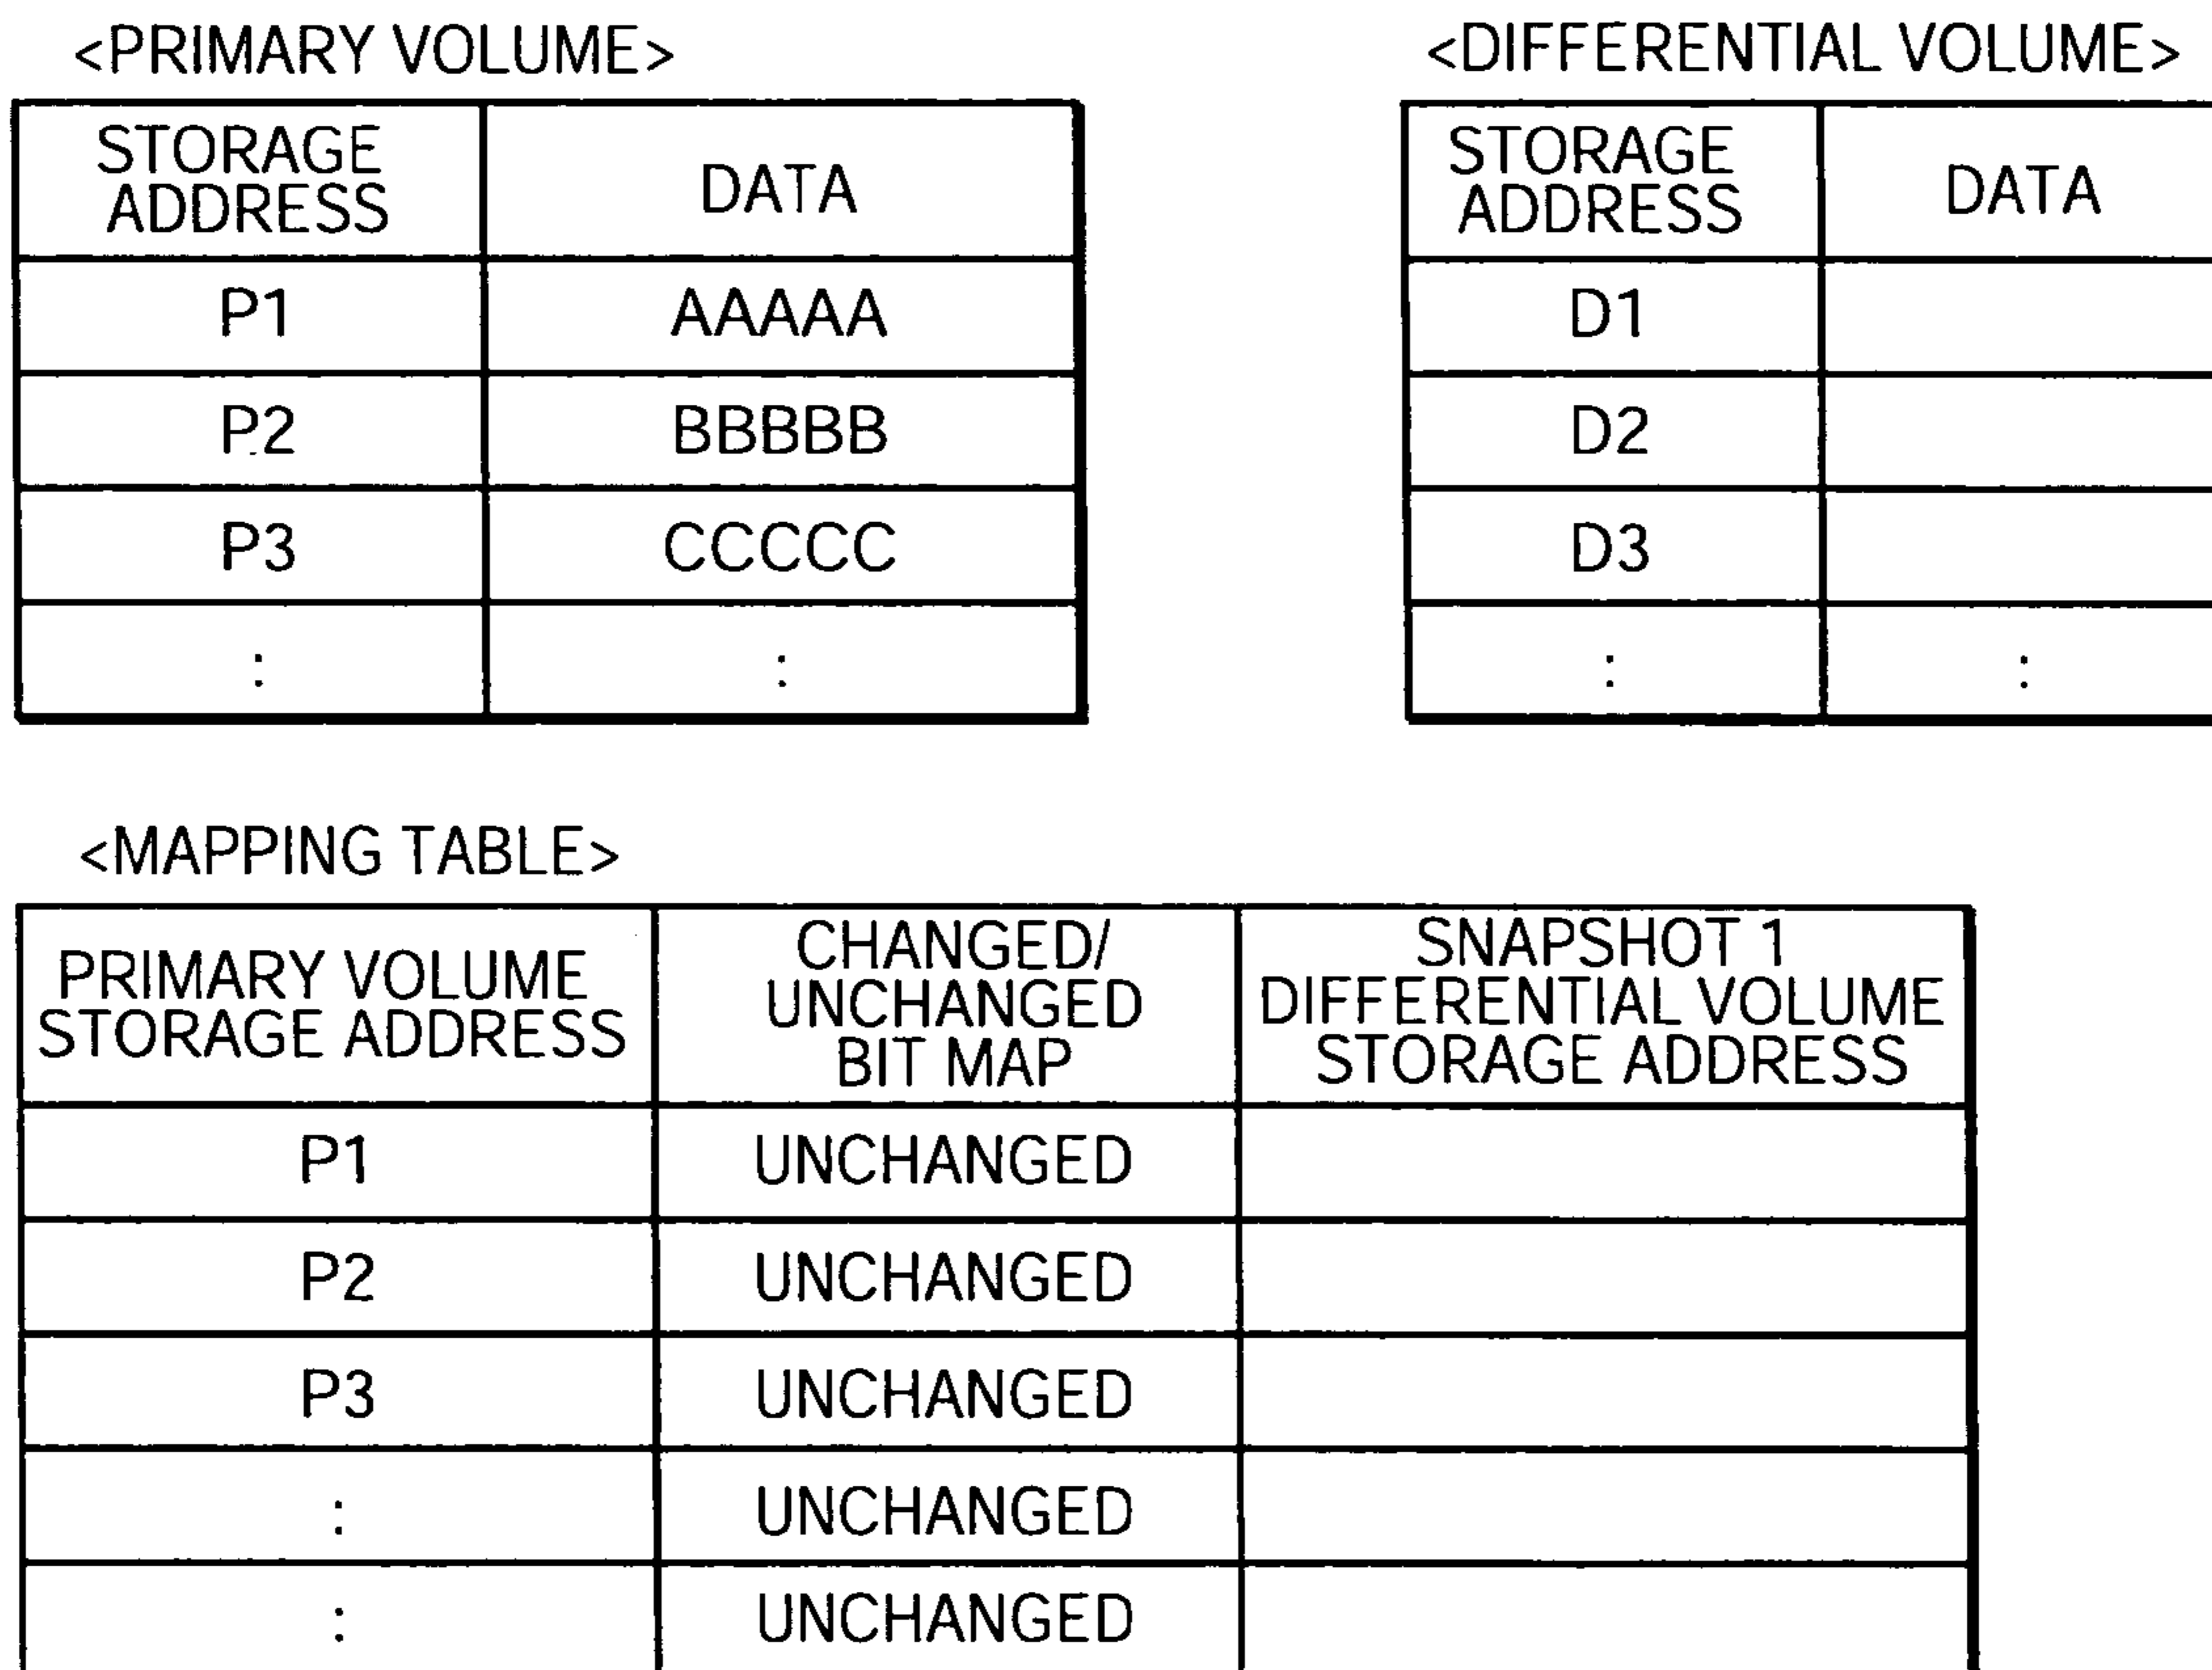 <PRIMARY VOLUME>
STORAGE
ADDRESS
DATA
P1
AAAAA
P2
BBBBB
P3
CCCCC
:
:
<DIFFERENTIAL VOLUME>
STORAGE
ADDRESS
DATA
D1
D2
D3
:
:
<MAPPING TABLE>
PRIMARY VOLUME
STORAGE ADDRESS
CHANGED/
UNCHANGED
BIT MAP
SNAPSHOT 1
DIFFERENTIAL VOLUME
STORAGE ADDRESS
P1
UNCHANGED
P2
UNCHANGED
P3
UNCHANGED
:
UNCHANGED
:
UNCHANGED